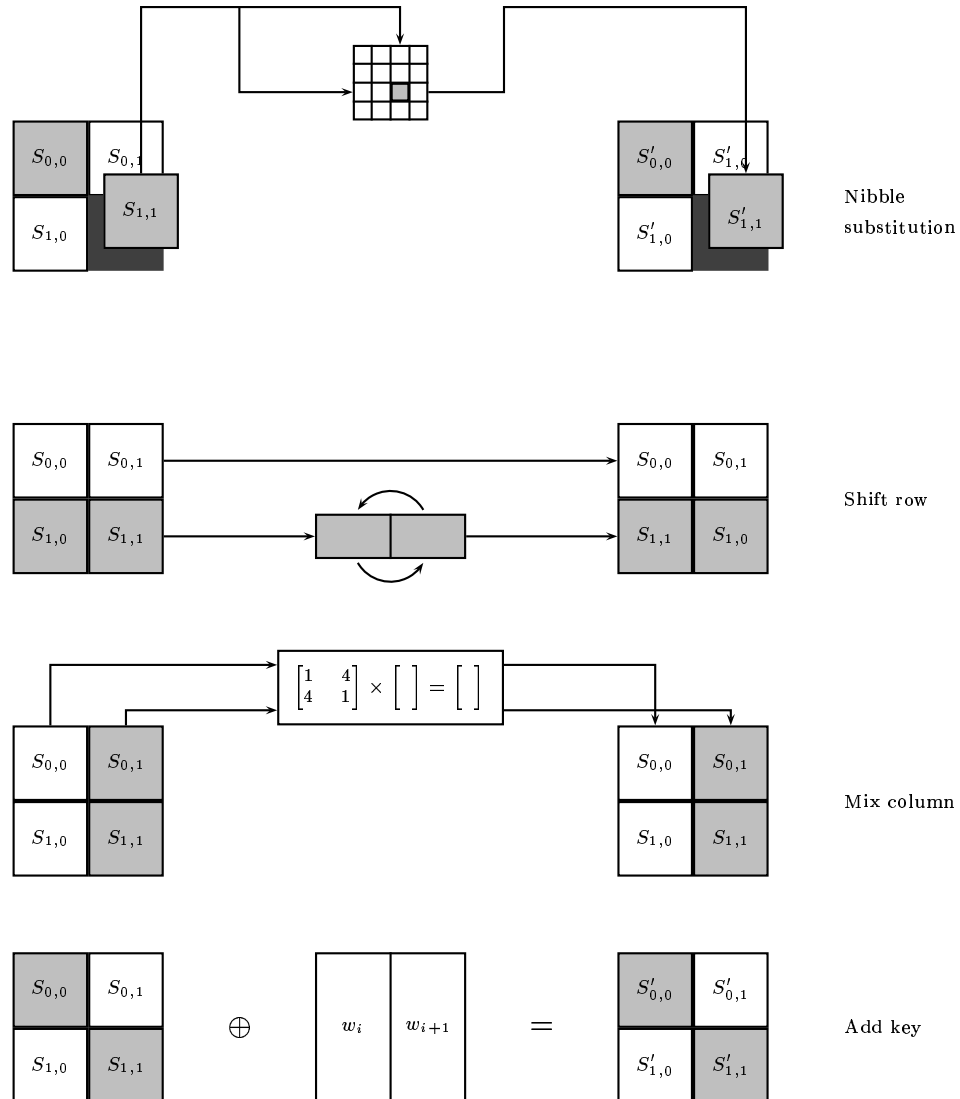 S₀,₀ S₀,₁ S′₀,₀ S′₁,₀
S₁,₁ S′₁,₁
S₁,₀ S′₁,₀
Nibble
substitution
S₀,₀ S₀,₁ S₀,₀ S₀,₁
S₁,₀ S₁,₁ S₁,₁ S₁,₀
Shift row
[1 4
4 1] × [ ] = [ ]
S₀,₀ S₀,₁ S₀,₀ S₀,₁
S₁,₀ S₁,₁ S₁,₀ S₁,₁
Mix column
S₀,₀ S₀,₁ S′₀,₀ S′₀,₁
⊕ wᵢ wᵢ₊₁ = Add key
S₁,₀ S₁,₁ S′₁,₀ S′₁,₁